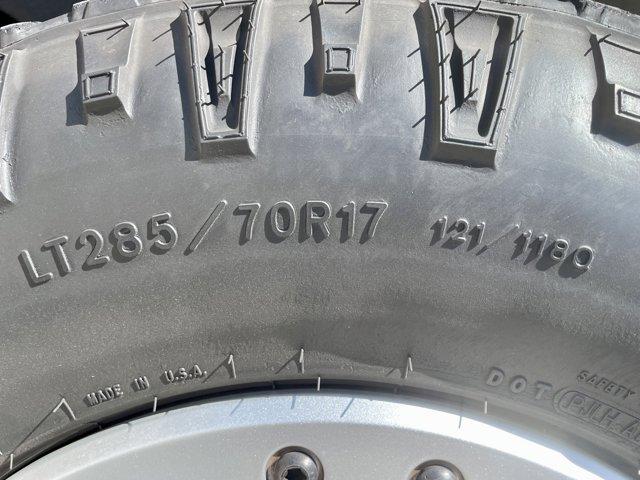 LT285/70R17 121/118Q
MADE IN U.S.A.
DOT
SAFETY